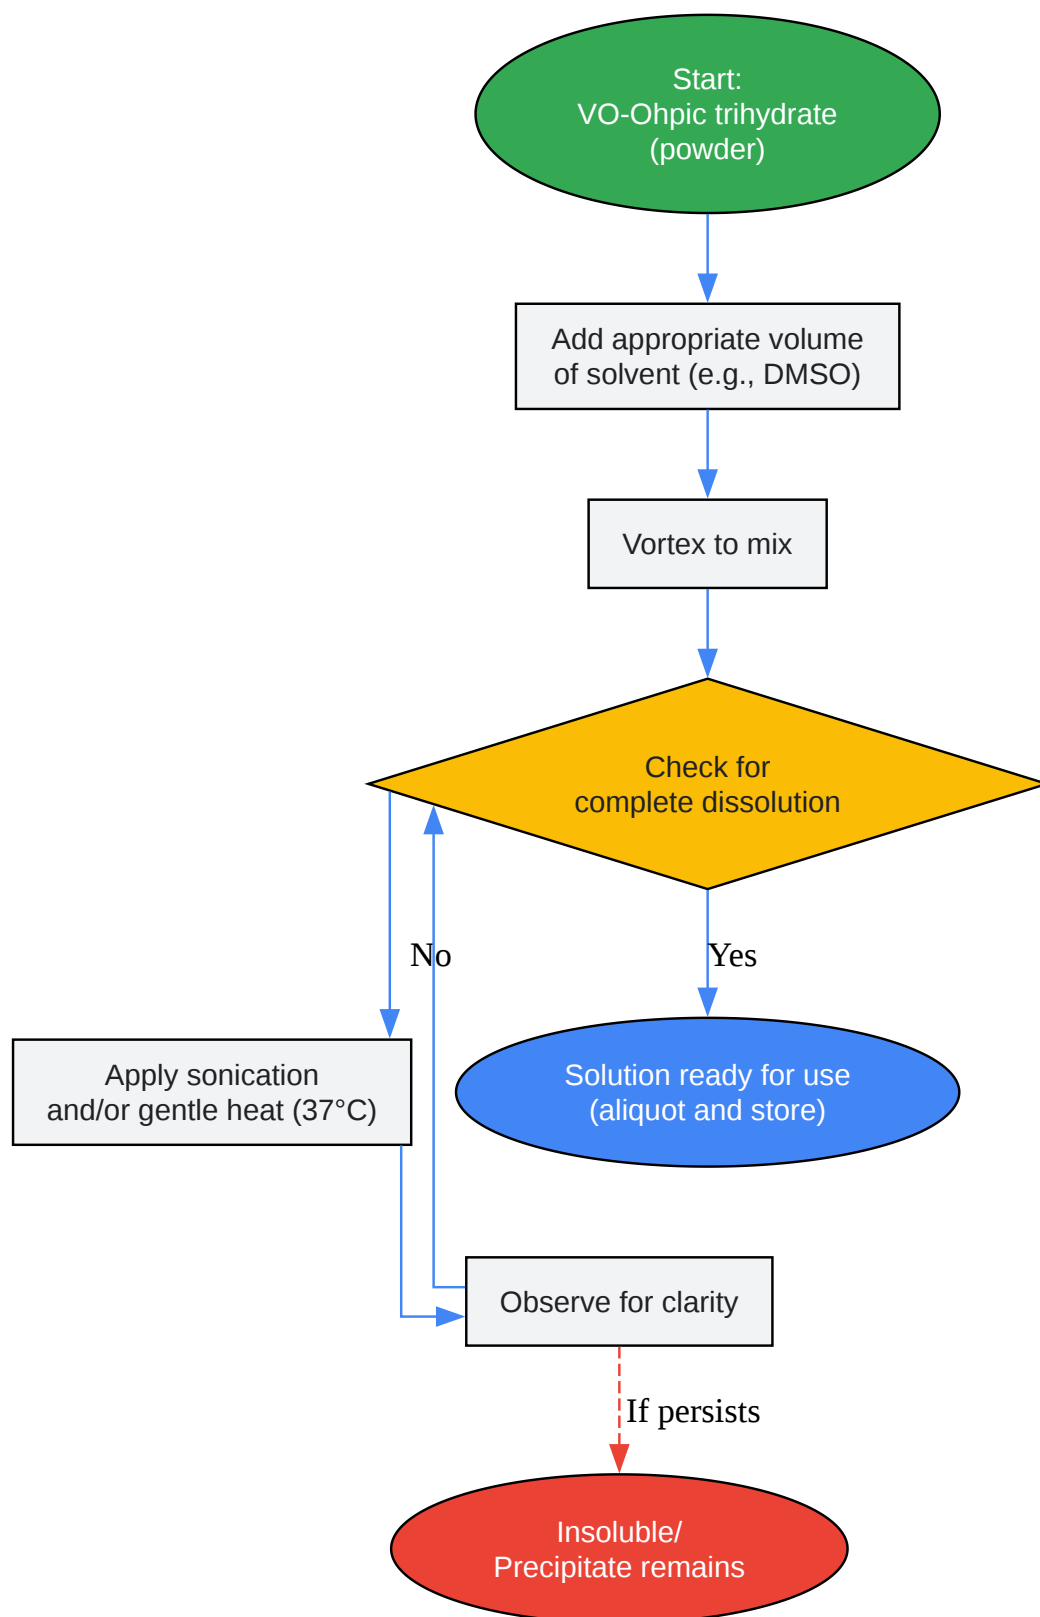 Start:
VO-Ohpic trihydrate
(powder)
Add appropriate volume
of solvent (e.g., DMSO)
Vortex to mix
Check for
complete dissolution
No
Yes
Apply sonication
and/or gentle heat (37°C)
Solution ready for use
(aliquot and store)
Observe for clarity
If persists
Insoluble/
Precipitate remains